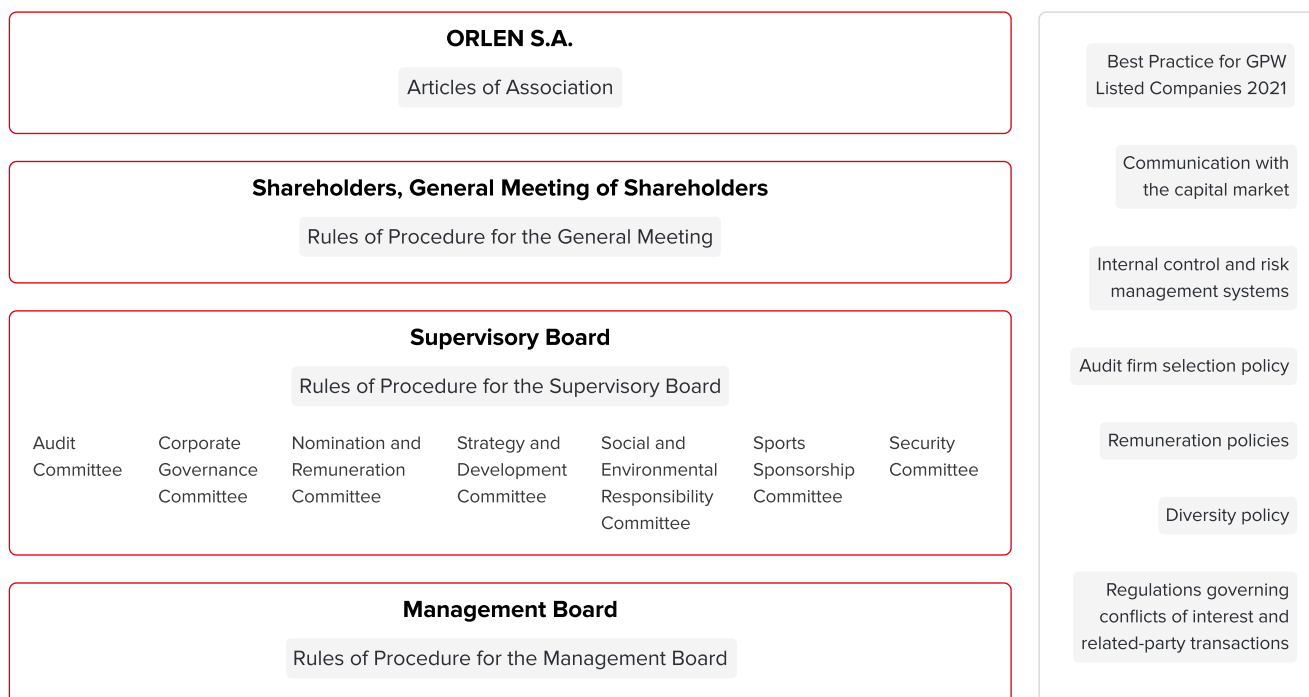 ORLEN S.A.
Articles of Association
Shareholders, General Meeting of Shareholders
Rules of Procedure for the General Meeting
Supervisory Board
Rules of Procedure for the Supervisory Board
Audit
Committee
Corporate
Governance
Committee
Nomination and
Remuneration
Committee
Strategy and
Development
Committee
Social and
Environmental
Responsibility
Committee
Sports
Sponsorship
Committee
Security
Committee
Management Board
Rules of Procedure for the Management Board
Best Practice for GPW
Listed Companies 2021
Communication with
the capital market
Internal control and risk
management systems
Audit firm selection policy
Remuneration policies
Diversity policy
Regulations governing
conflicts of interest and
related-party transactions